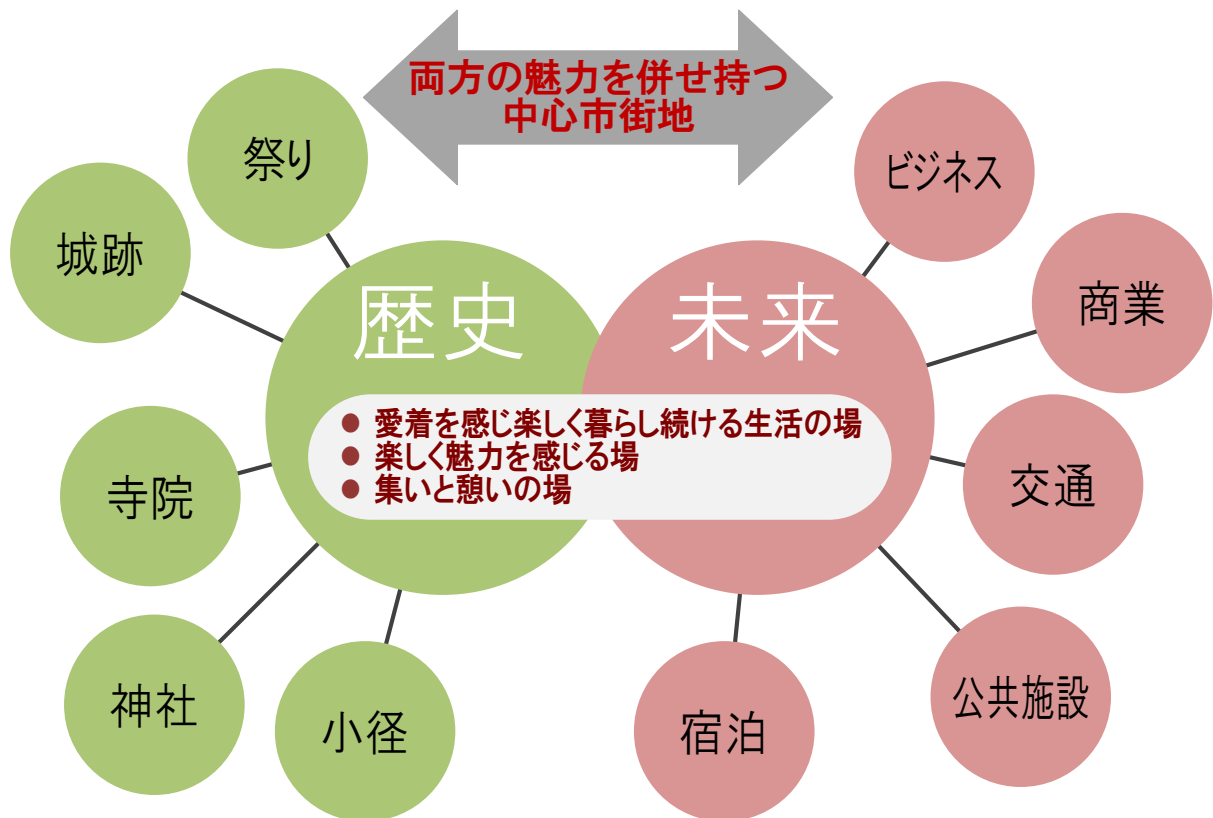 両方の魅力を併せ持つ
中心市街地
祭り
城跡
寺院
神社
小径
歴史
未来
● 愛着を感じ楽しく暮らし続ける生活の場
● 楽しく魅力を感じる場
● 集いと憩いの場
ビジネス
商業
交通
公共施設
宿泊